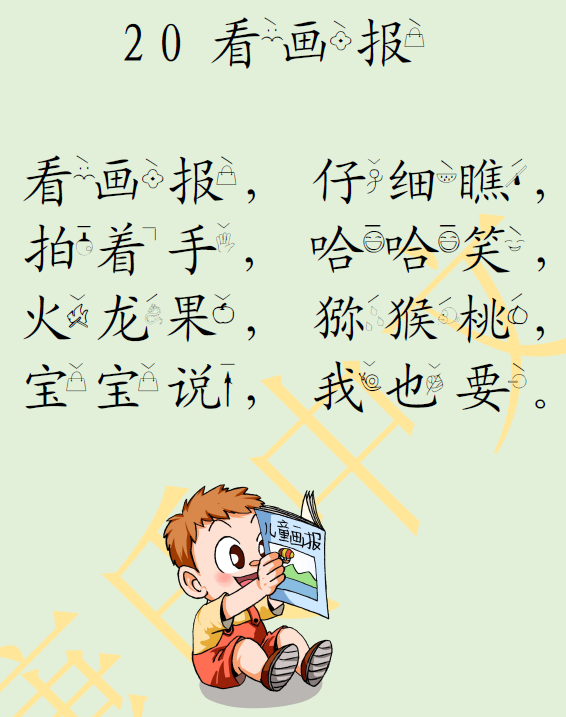 20 看画报
看画报，仔细瞧，
拍着手，哈哈笑，
火龙果，猕猴桃，
宝宝说，我也要。
儿童画报